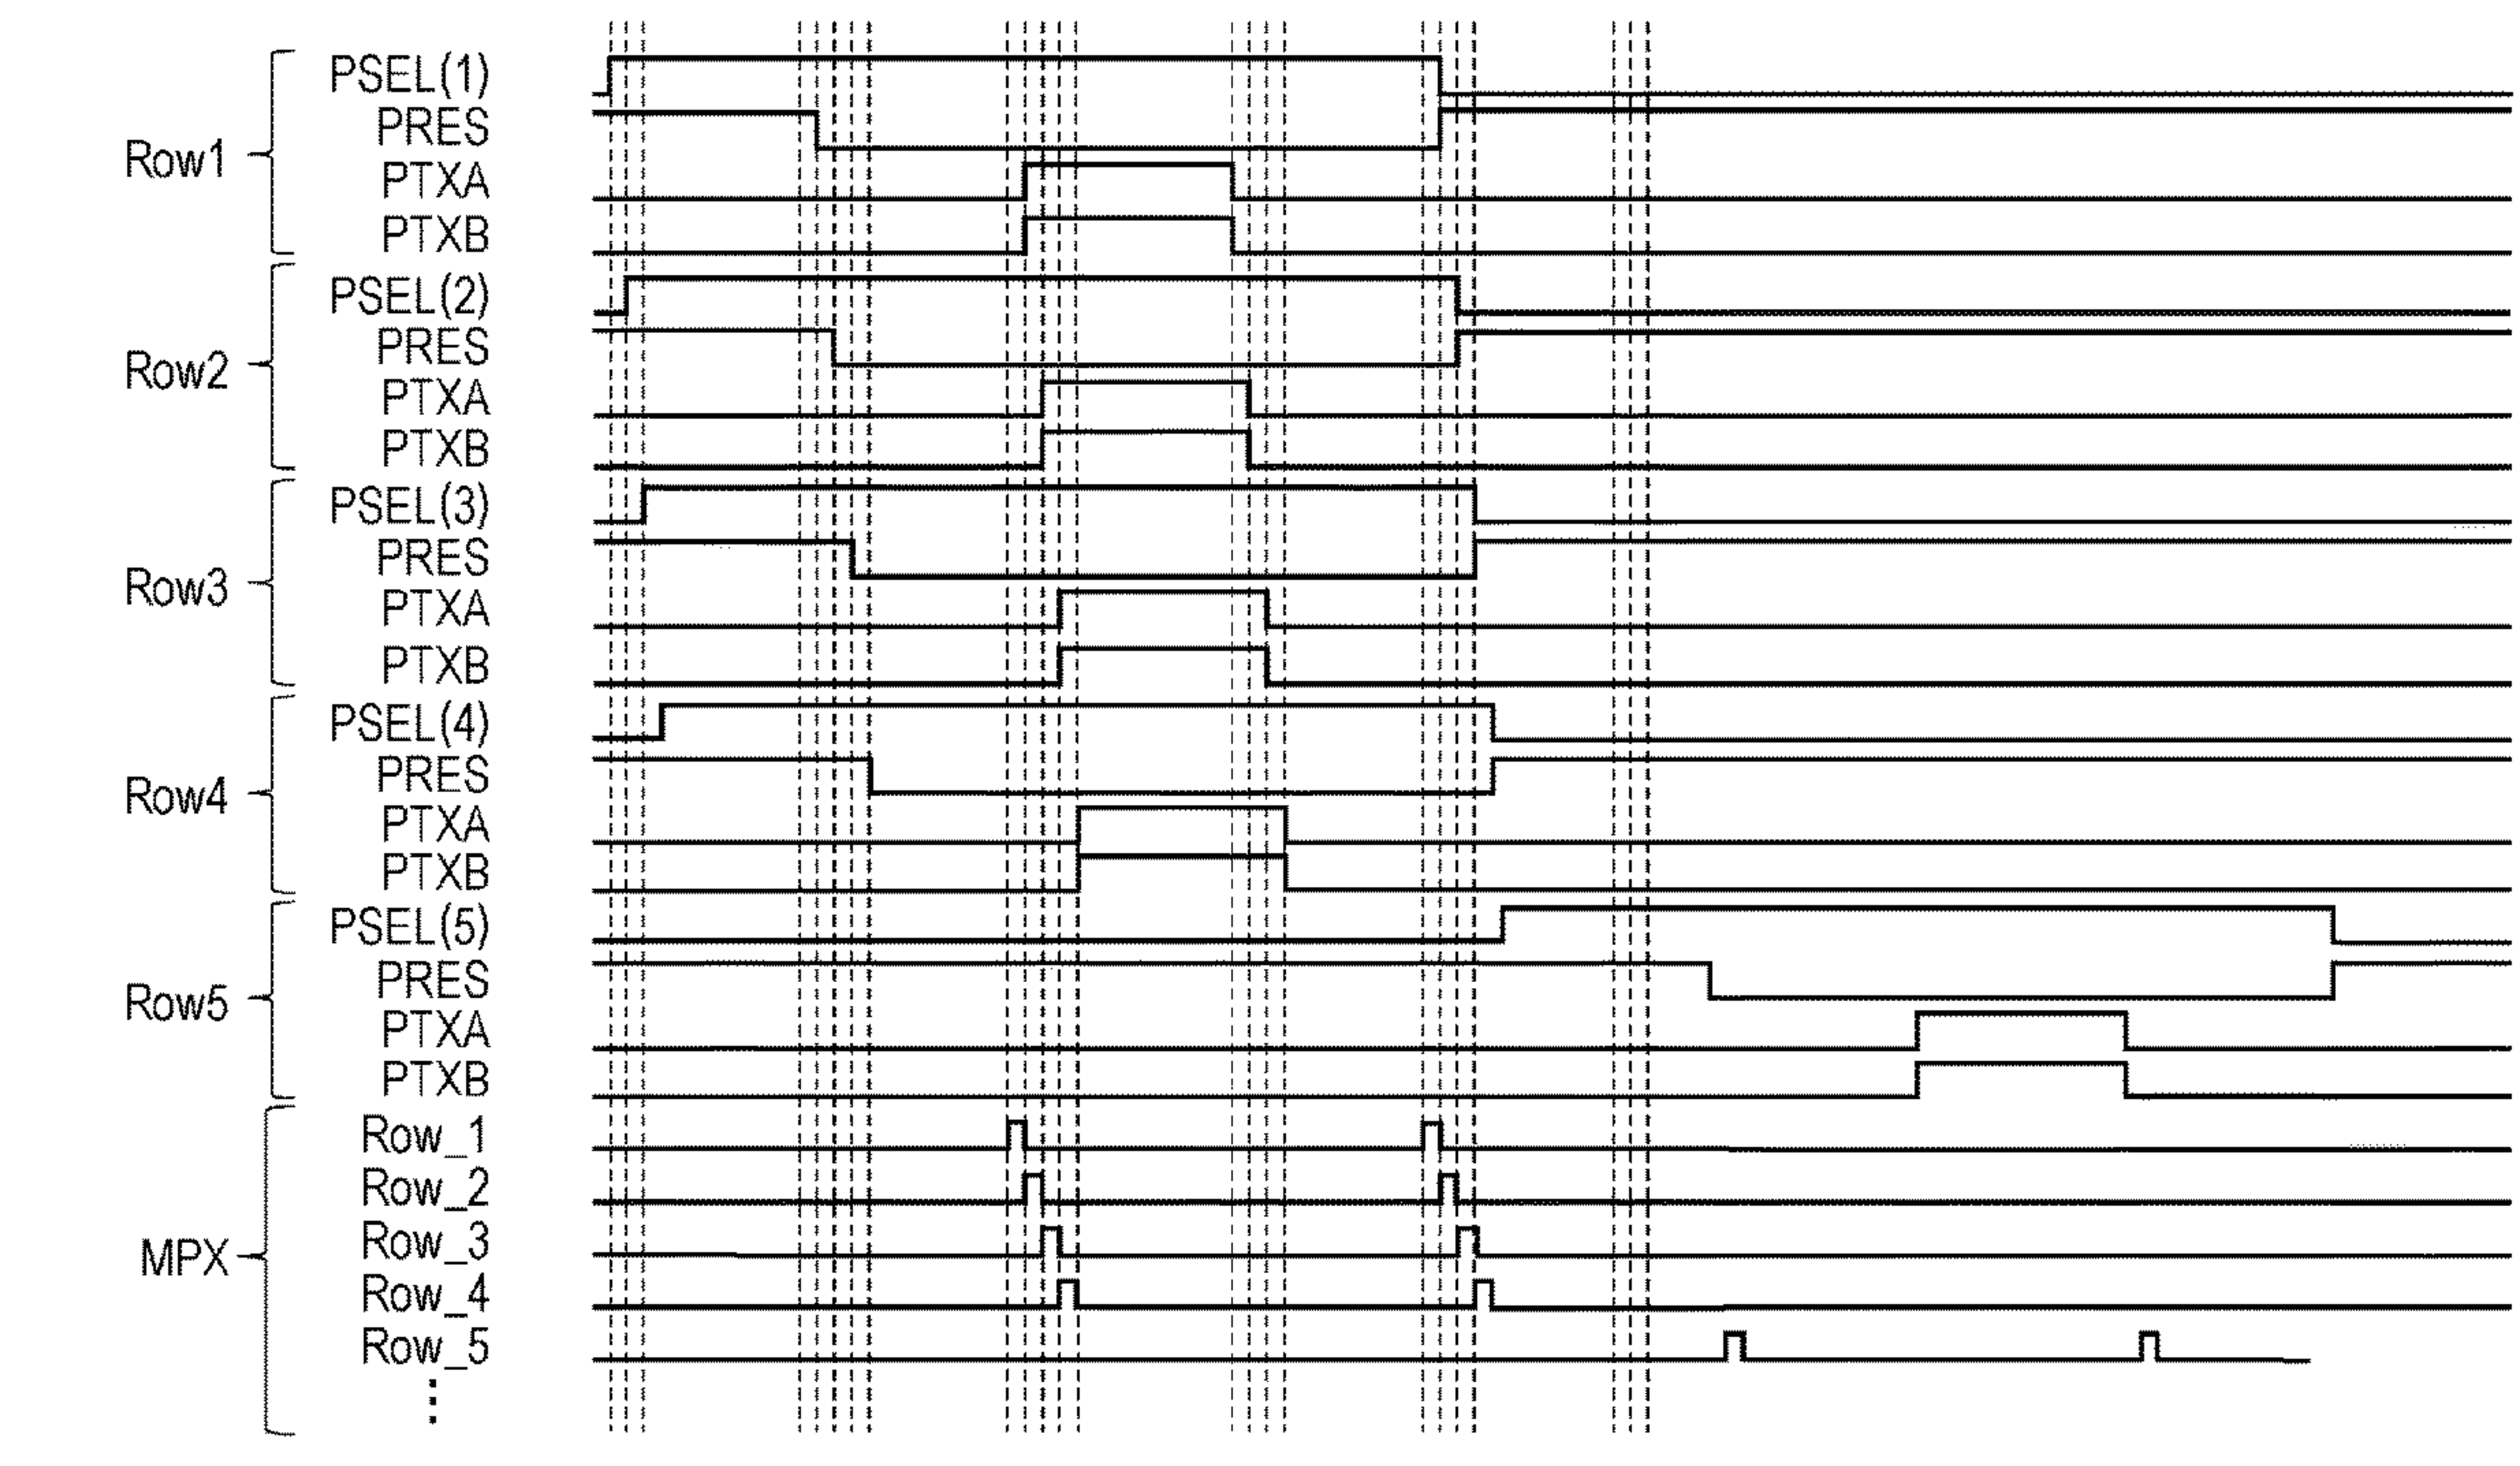 Row1
PSEL(1)
PRES
PTXA
PTXB
Row2
PSEL(2)
PRES
PTXA
PTXB
Row3
PSEL(3)
PRES
PTXA
PTXB
Row4
PSEL(4)
PRES
PTXA
PTXB
Row5
PSEL(5)
PRES
PTXA
PTXB
MPX
Row_1
Row_2
Row_3
Row_4
Row_5
⋮